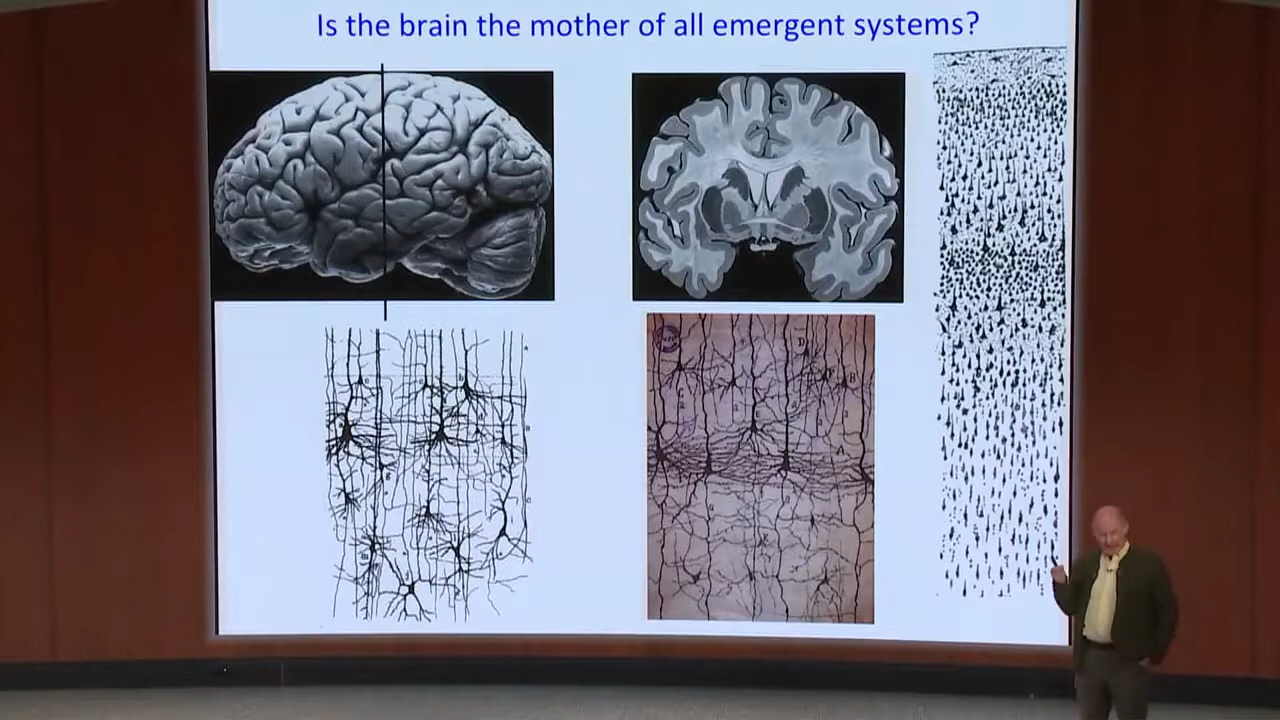 Is the brain the mother of all emergent systems?